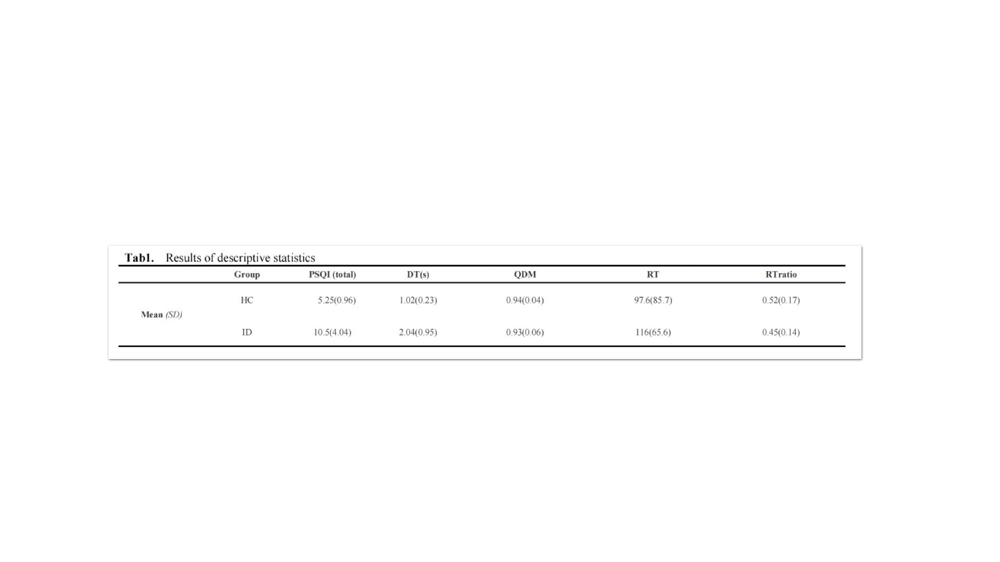 Tab1. Results of descriptive statistics
Group PSQI (total) DT(s) QDM RT RTratio
HC 5.25(0.96) 1.02(0.23) 0.94(0.04) 97.6(85.7) 0.52(0.17)
Mean (SD)
ID 10.5(4.04) 2.04(0.95) 0.93(0.06) 116(65.6) 0.45(0.14)